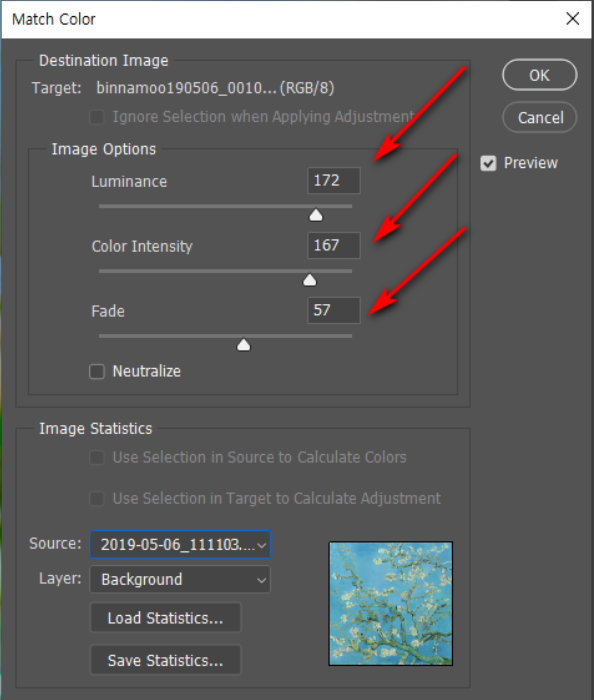 Match Color
Destination Image
Target: binnamoo190506_0010... (RGB/8)
Ignore Selection when Applying Adjustment
OK
Cancel
Preview
Image Options
Luminance 172
Color Intensity 167
Fade 57
Neutralize
Image Statistics
Use Selection in Source to Calculate Colors
Use Selection in Target to Calculate Adjustment
Source: 2019-05-06_111103....
Layer: Background
Load Statistics...
Save Statistics...